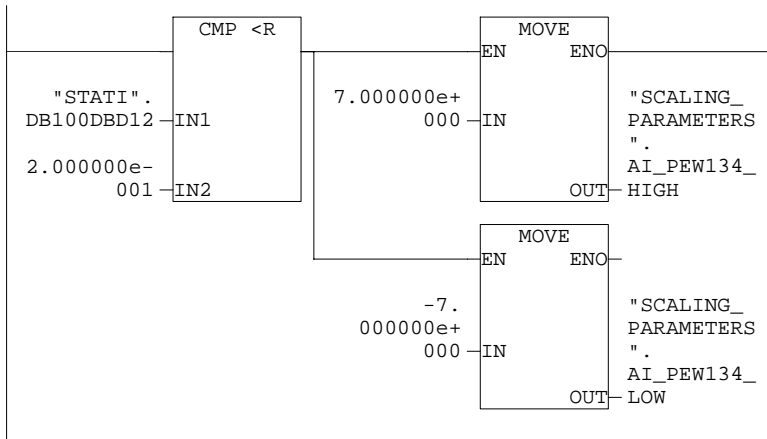 CMP <R
MOVE
EN ENO
"STATI".
DB100DBD12
IN1
7.000000e+
000
IN
"SCALING_
PARAMETERS
".
AI_PEW134_
HIGH
2.000000e-
001
IN2
OUT
MOVE
EN ENO
-7.
000000e+
000
IN
"SCALING_
PARAMETERS
".
AI_PEW134_
LOW
OUT